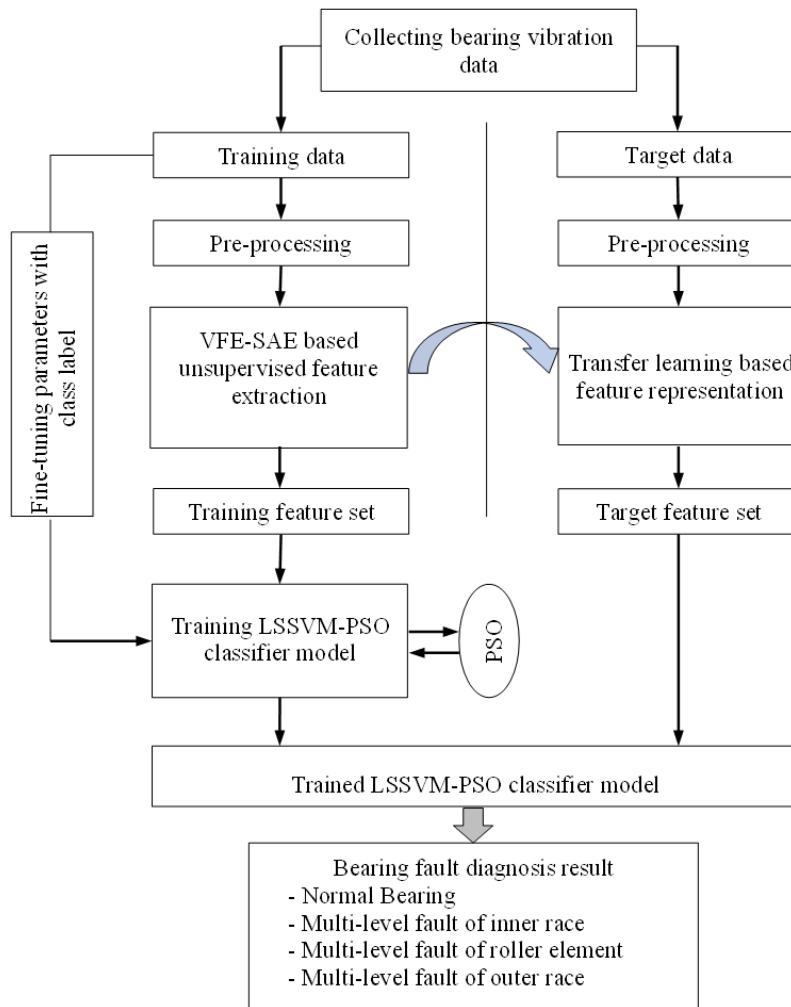 Collecting bearing vibration
data
Training data
Target data
Pre-processing
Pre-processing
Fine-tuning parameters with
class label
VFE-SAE based
unsupervised feature
extraction
Transfer learning based
feature representation
Training feature set
Target feature set
Training LSSVM-PSO
classifier model
PSO
Trained LSSVM-PSO classifier model
Bearing fault diagnosis result
- Normal Bearing
- Multi-level fault of inner race
- Multi-level fault of roller element
- Multi-level fault of outer race